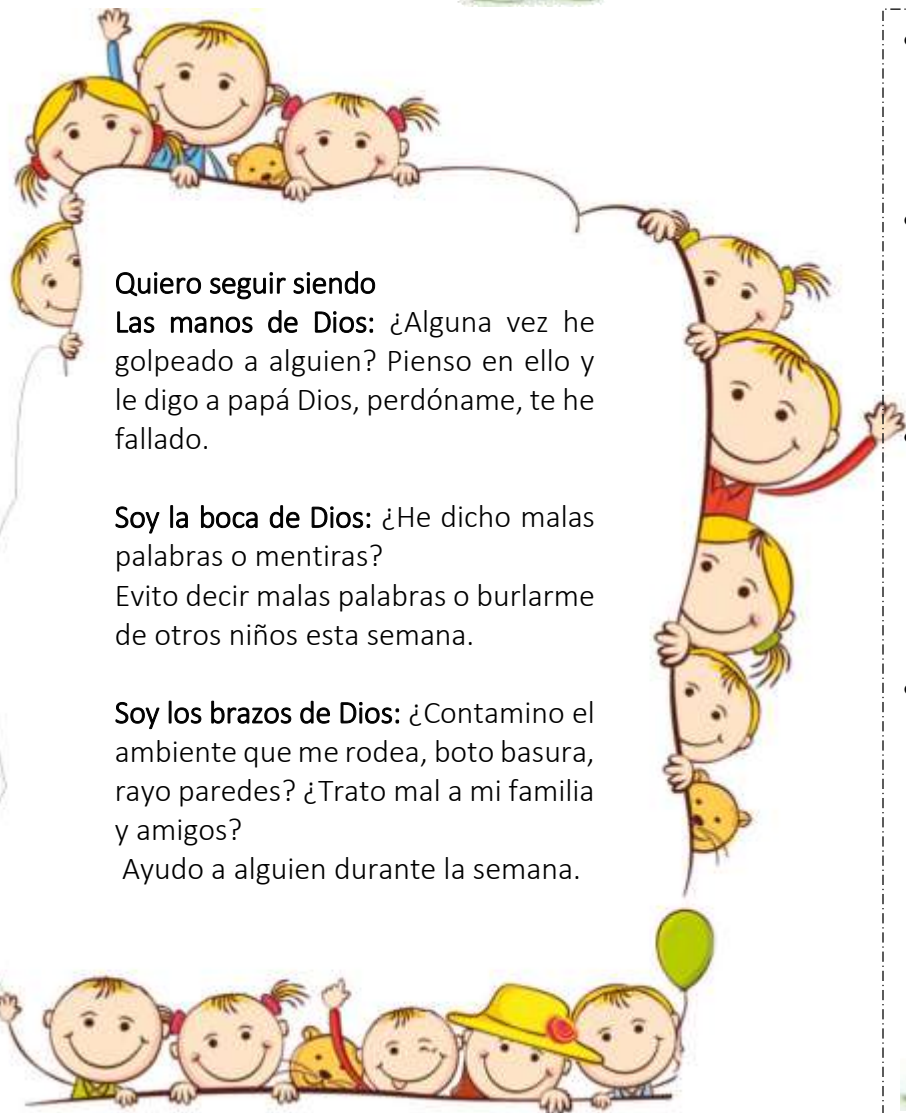 Quiero seguir siendo
Las manos de Dios: ¿Alguna vez he
golpeado a alguien? Pienso en ello y
le digo a papá Dios, perdóname, te he
fallado.
Soy la boca de Dios: ¿He dicho malas
palabras o mentiras?
Evito decir malas palabras o burlarme
de otros niños esta semana.
Soy los brazos de Dios: ¿Contamino el
ambiente que me rodea, boto basura,
rayo paredes? ¿Trato mal a mi familia
y amigos?
Ayudo a alguien durante la semana.